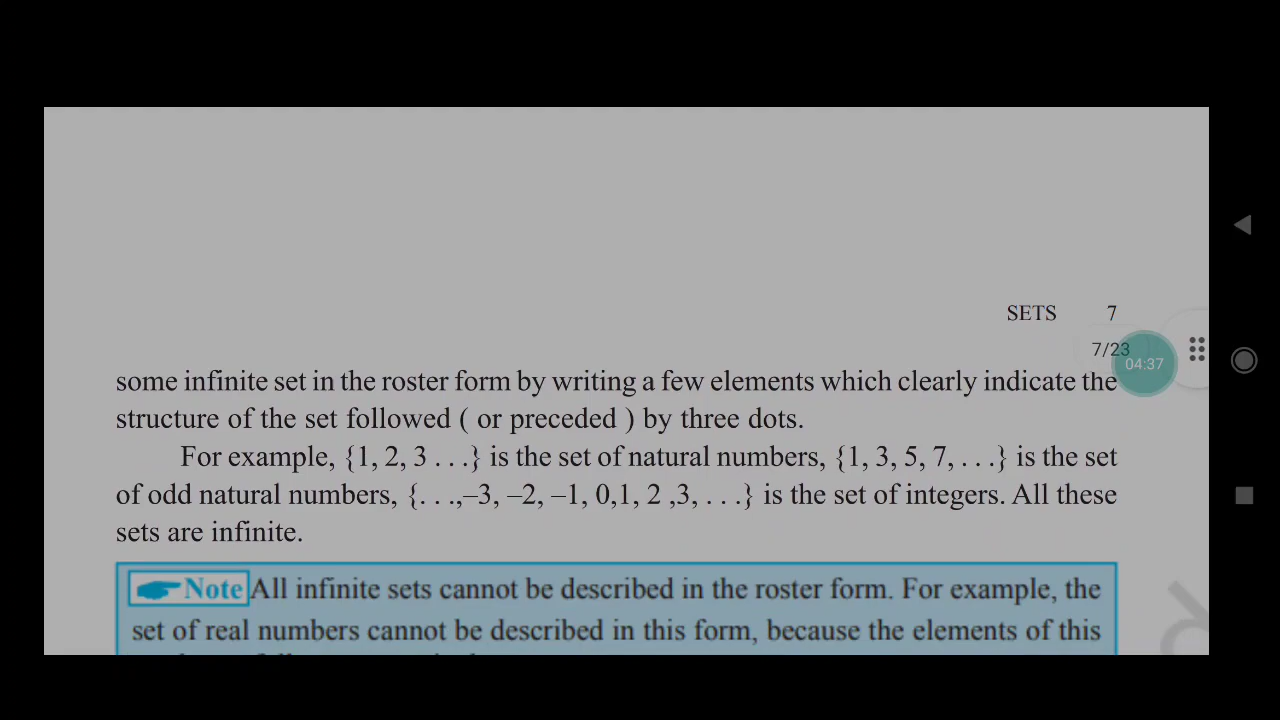 SETS 7
7/23
04:37
some infinite set in the roster form by writing a few elements which clearly indicate the
structure of the set followed ( or preceded ) by three dots.
For example, {1, 2, 3 . . .} is the set of natural numbers, {1, 3, 5, 7, . . .} is the set
of odd natural numbers, {. . .,–3, –2, –1, 0,1, 2 ,3, . . .} is the set of integers. All these
sets are infinite.
Note All infinite sets cannot be described in the roster form. For example, the
set of real numbers cannot be described in this form, because the elements of this